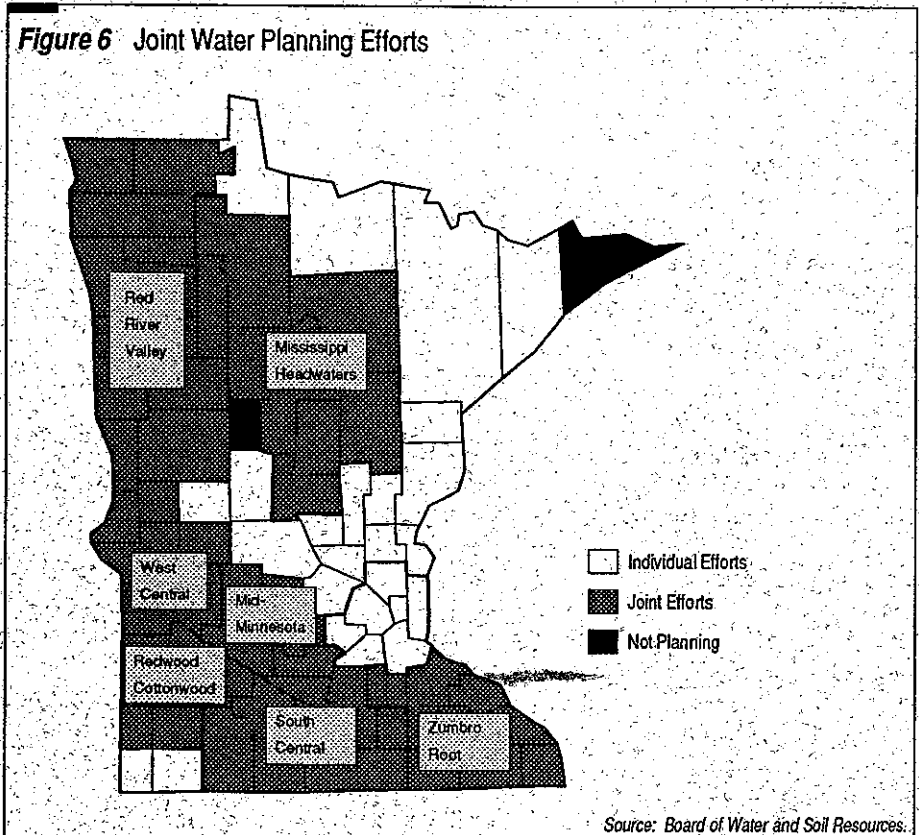 Figure 6 Joint Water Planning Efforts
Red
River
Valley
Mississippi
Headwaters
West
Central
Mid-
Minnesota
Redwood
Cottonwood
South
Central
Zumbro
Root
Individual Efforts
Joint Efforts
Not Planning
Source: Board of Water and Soil Resources.